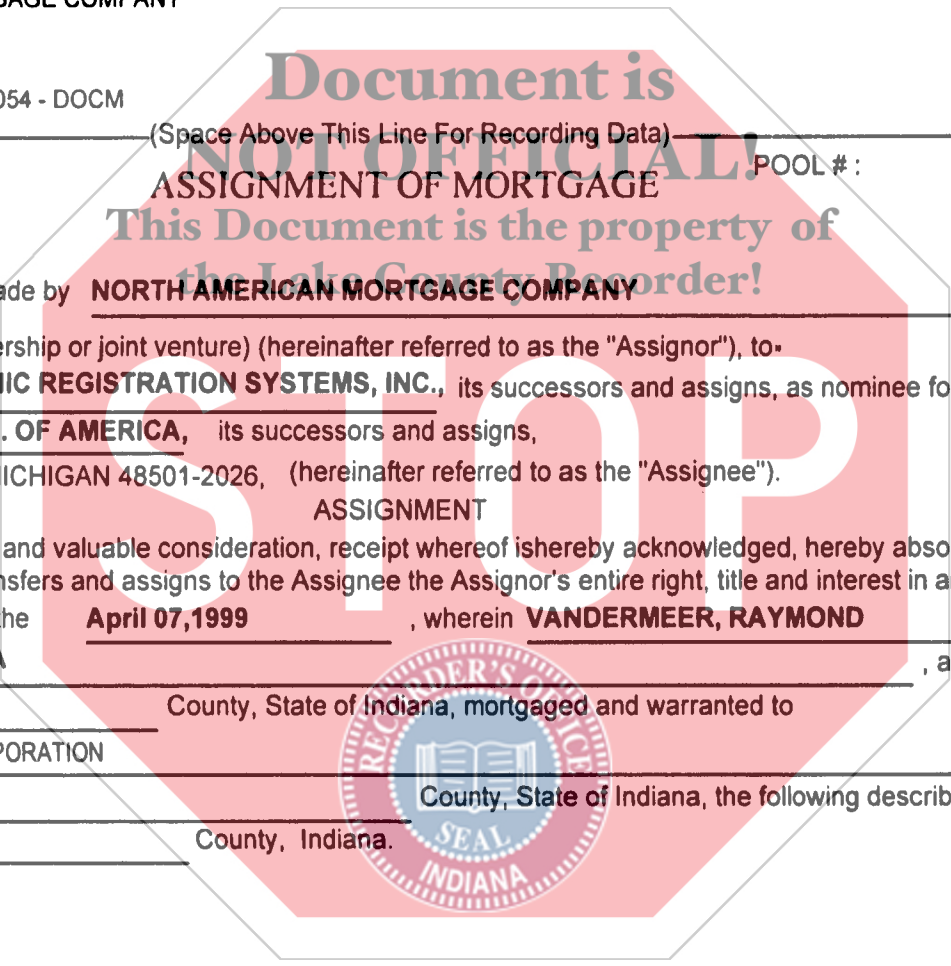 GAGE COMPANY
Document is
054 - DOCM
(Space Above This Line For Recording Data)
NOT OFFICIAL!
POOL # :
ASSIGNMENT OF MORTGAGE
This Document is the property of
the Lake County Recorder!
ade by NORTH AMERICAN MORTGAGE COMPANY
ership or joint venture) (hereinafter referred to as the "Assignor"), to
NIC REGISTRATION SYSTEMS, INC., its successors and assigns, as nominee fo
. OF AMERICA, its successors and assigns,
MICHIGAN 48501-2026, (hereinafter referred to as the "Assignee").
ASSIGNMENT
and valuable consideration, receipt whereof ishereby acknowledged, hereby abso
nsfers and assigns to the Assignee the Assignor's entire right, title and interest in a
the April 07,1999 , wherein VANDERMEER, RAYMOND
A , a
County, State of Indiana, mortgaged and warranted to
PORATION
County, State of Indiana, the following describ
County, Indiana.
STOP
RECORDER'S OFFICE
SEAL
INDIANA